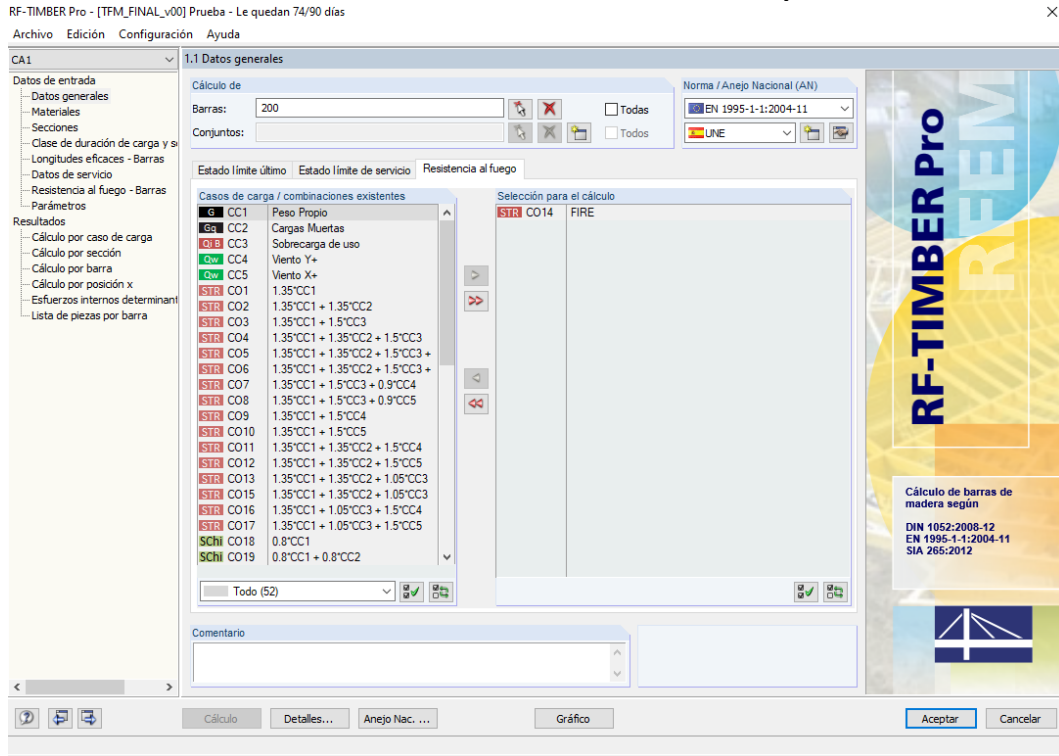 RF-TIMBER Pro - [TFM_FINAL_v00] Prueba - Le quedan 74/90 días
Archivo Edición Configuración Ayuda
CA1
1.1 Datos generales
Datos de entrada
Datos generales
Materiales
Secciones
Clase de duración de carga y se
Longitudes eficaces - Barras
Datos de servicio
Resistencia al fuego - Barras
Parámetros
Resultados
Cálculo por caso de carga
Cálculo por sección
Cálculo por barra
Cálculo por posición x
Esfuerzos internos determinant
Lista de piezas por barra
Cálculo de
Barras: 200 Todas
Conjuntos: Todos
Norma / Anejo Nacional (AN)
EN 1995-1-1:2004-11
UNE
Estado límite último Estado límite de servicio Resistencia al fuego
Casos de carga / combinaciones existentes
G CC1 Peso Propio
Gq CC2 Cargas Muertas
Qi B CC3 Sobrecarga de uso
Qw CC4 Viento Y+
Qw CC5 Viento X+
STR CO1 1.35*CC1
STR CO2 1.35*CC1 + 1.35*CC2
STR CO3 1.35*CC1 + 1.5*CC3
STR CO4 1.35*CC1 + 1.35*CC2 + 1.5*CC3
STR CO5 1.35*CC1 + 1.35*CC2 + 1.5*CC3 +
STR CO6 1.35*CC1 + 1.35*CC2 + 1.5*CC3 +
STR CO7 1.35*CC1 + 1.5*CC3 + 0.9*CC4
STR CO8 1.35*CC1 + 1.5*CC3 + 0.9*CC5
STR CO9 1.35*CC1 + 1.5*CC4
STR CO10 1.35*CC1 + 1.5*CC5
STR CO11 1.35*CC1 + 1.35*CC2 + 1.5*CC4
STR CO12 1.35*CC1 + 1.35*CC2 + 1.5*CC5
STR CO13 1.35*CC1 + 1.35*CC2 + 1.05*CC3
STR CO15 1.35*CC1 + 1.35*CC2 + 1.05*CC3
STR CO16 1.35*CC1 + 1.05*CC3 + 1.5*CC4
STR CO17 1.35*CC1 + 1.05*CC3 + 1.5*CC5
SChi CO18 0.8*CC1
SChi CO19 0.8*CC1 + 0.8*CC2
Todo (52)
Selección para el cálculo
STR CO14 FIRE
Comentario
RF-TIMBER Pro
RFEM
Cálculo de barras de
madera según
DIN 1052:2008-12
EN 1995-1-1:2004-11
SIA 265:2012
Cálculo Detalles... Anejo Nac. ... Gráfico Aceptar Cancelar